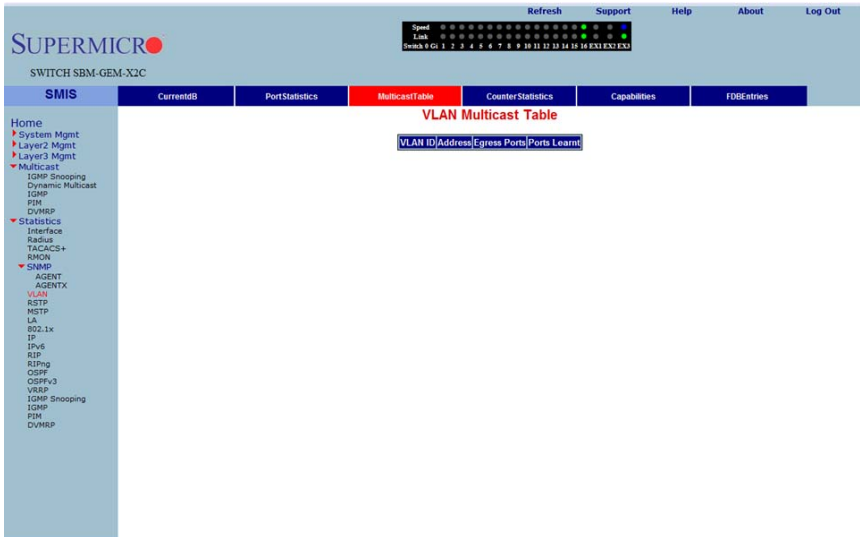 Refresh Support Help About Log Out
Speed
Link
Switch 0 Gi 1 2 3 4 5 6 7 8 9 10 11 12 13 14 15 16 EX1 EX2 EX3
SUPERMICRO
SWITCH SBM-GEM-X2C
SMIS CurrentdB PortStatistics MulticastTable CounterStatistics Capabilities FDBEntries
VLAN Multicast Table
VLAN ID Address Egress Ports Ports Learnt
Home
System Mgmt
Layer2 Mgmt
Layer3 Mgmt
Multicast
IGMP Snooping
Dynamic Multicast
IGMP
PIM
DVMRP
Statistics
Interface
Radius
TACACS+
RMON
SNMP
AGENT
AGENTX
VLAN
RSTP
MSTP
LA
802.1x
IP
IPv6
RIP
RIPng
OSPF
OSPFv3
VRRP
IGMP Snooping
IGMP
PIM
DVMRP